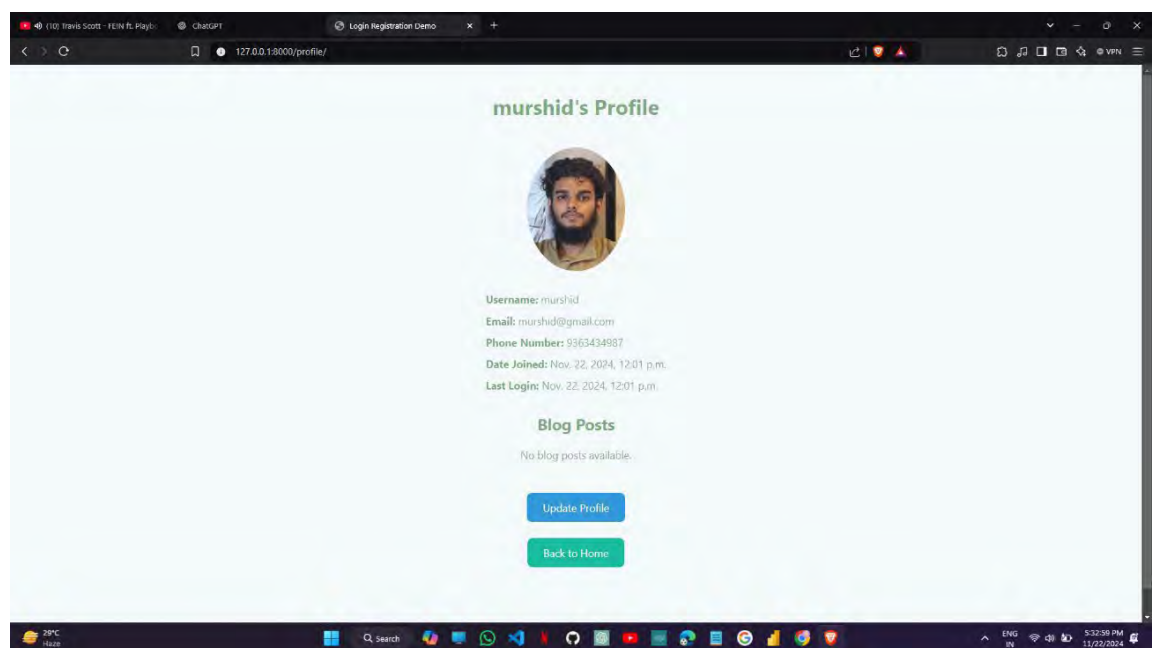 (10) Travis Scott - FE!N ft. Playb
ChatGPT
Login Registration Demo
127.0.0.1:8000/profile/
VPN
murshid's Profile
Username: murshid
Email: murshid@gmail.com
Phone Number: 9363434987
Date Joined: Nov. 22, 2024, 12:01 p.m.
Last Login: Nov. 22, 2024, 12:01 p.m.
Blog Posts
No blog posts available.
Update Profile
Back to Home
29°C
Haze
Search
ENG
IN
5:32:59 PM
11/22/2024